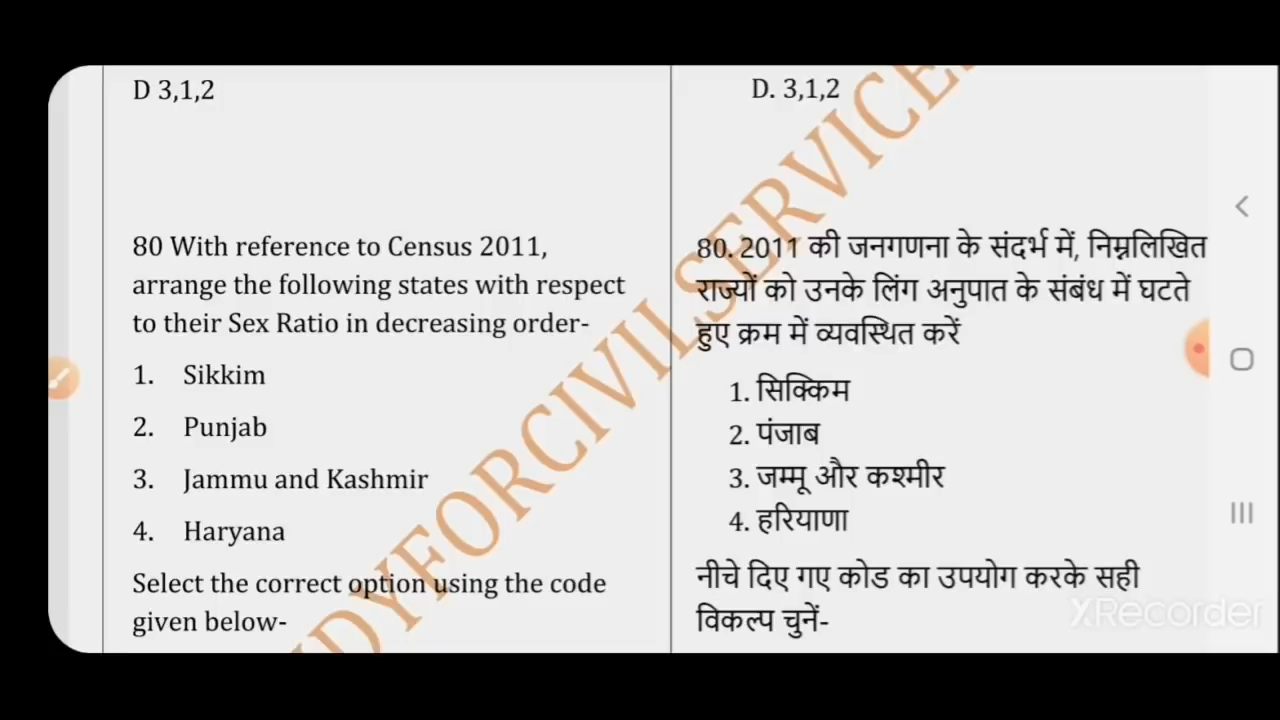 D 3,1,2
80 With reference to Census 2011,
arrange the following states with respect
to their Sex Ratio in decreasing order-
1. Sikkim
2. Punjab
3. Jammu and Kashmir
4. Haryana
Select the correct option using the code
given below-
D. 3,1,2
80. 2011 की जनगणना के संदर्भ में, निम्नलिखित
राज्यों को उनके लिंग अनुपात के संबंध में घटते
हुए क्रम में व्यवस्थित करें
1. सिक्किम
2. पंजाब
3. जम्मू और कश्मीर
4. हरियाणा
नीचे दिए गए कोड का उपयोग करके सही
विकल्प चुनें-
DYFORCIVILSERVICE
XRecorder